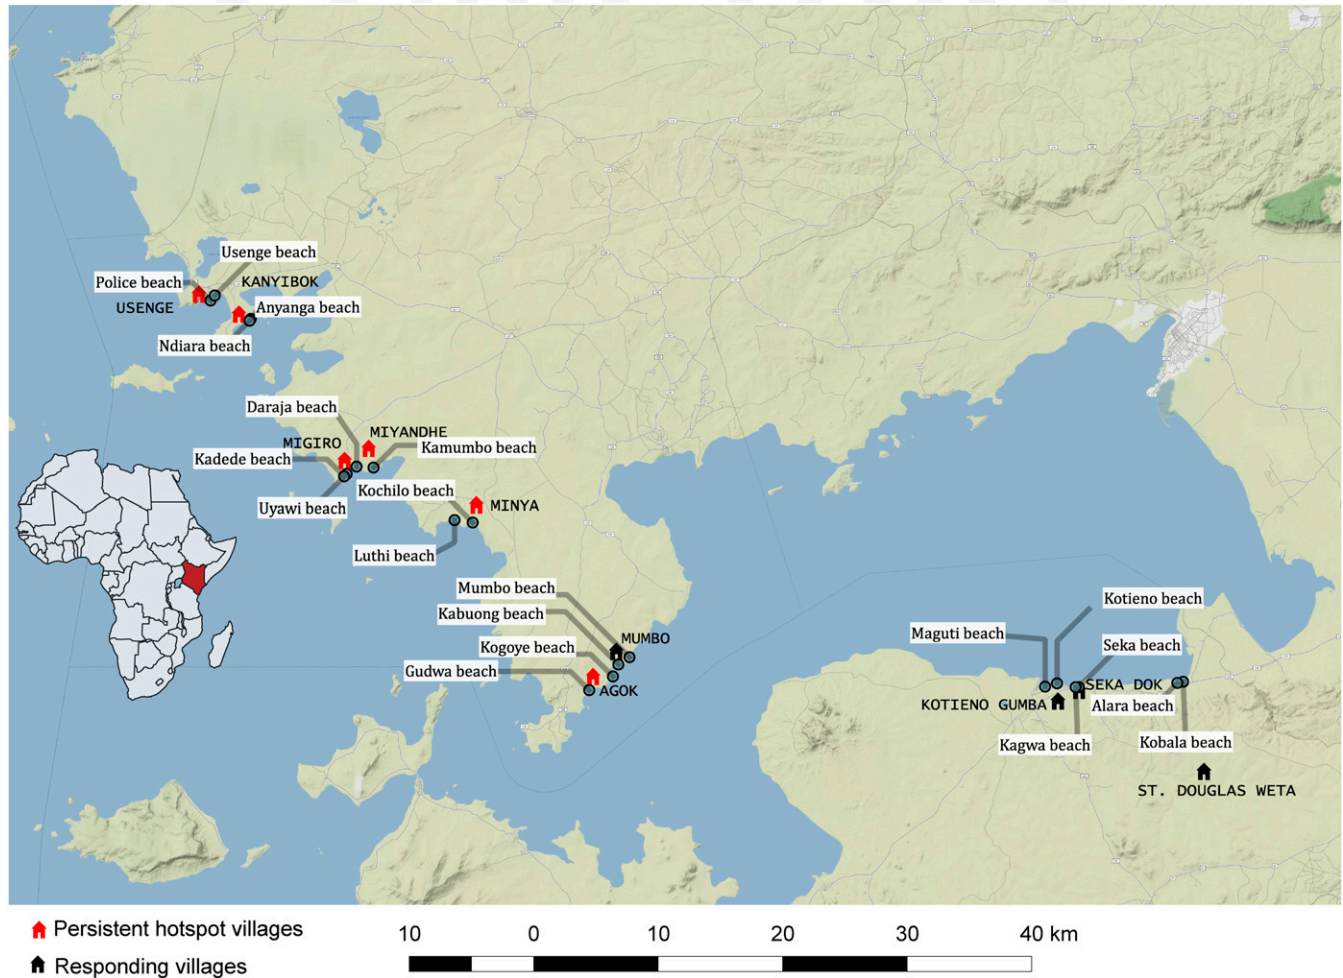 Usenge beach
Police beach
KANYIBOK
USENGE
Anyanga beach
Ndiara beach
Daraja beach
MIYANDHE
MIGIRO
Kamumbo beach
Kadede beach
Kochilo beach
Uyawi beach
MINYA
Luthi beach
Mumbo beach
Kabuong beach
MUMBO
Kogoye beach
Gudwa beach
AGOK
Kotieno beach
Maguti beach
Seka beach
SEKA DOK
KOTIENO GUMBA
Alara beach
Kagwa beach
Kobala beach
ST. DOUGLAS WETA
Persistent hotspot villages
Responding villages
10 0 10 20 30 40 km